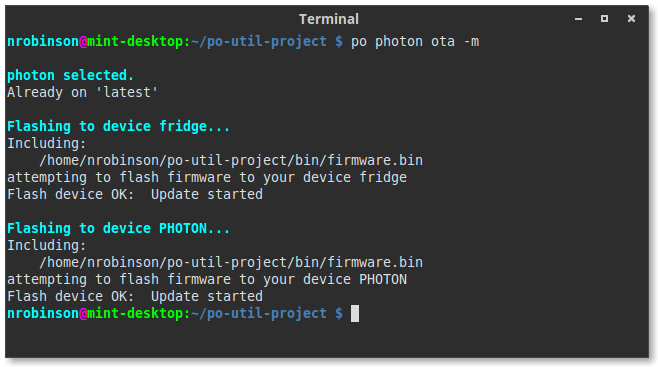 Terminal
nrobinson@mint-desktop:~/po-util-project $ po photon ota -m
photon selected.
Already on 'latest'
Flashing to device fridge...
Including:
    /home/nrobinson/po-util-project/bin/firmware.bin
attempting to flash firmware to your device fridge
Flash device OK:  Update started
Flashing to device PHOTON...
Including:
    /home/nrobinson/po-util-project/bin/firmware.bin
attempting to flash firmware to your device PHOTON
Flash device OK:  Update started
nrobinson@mint-desktop:~/po-util-project $